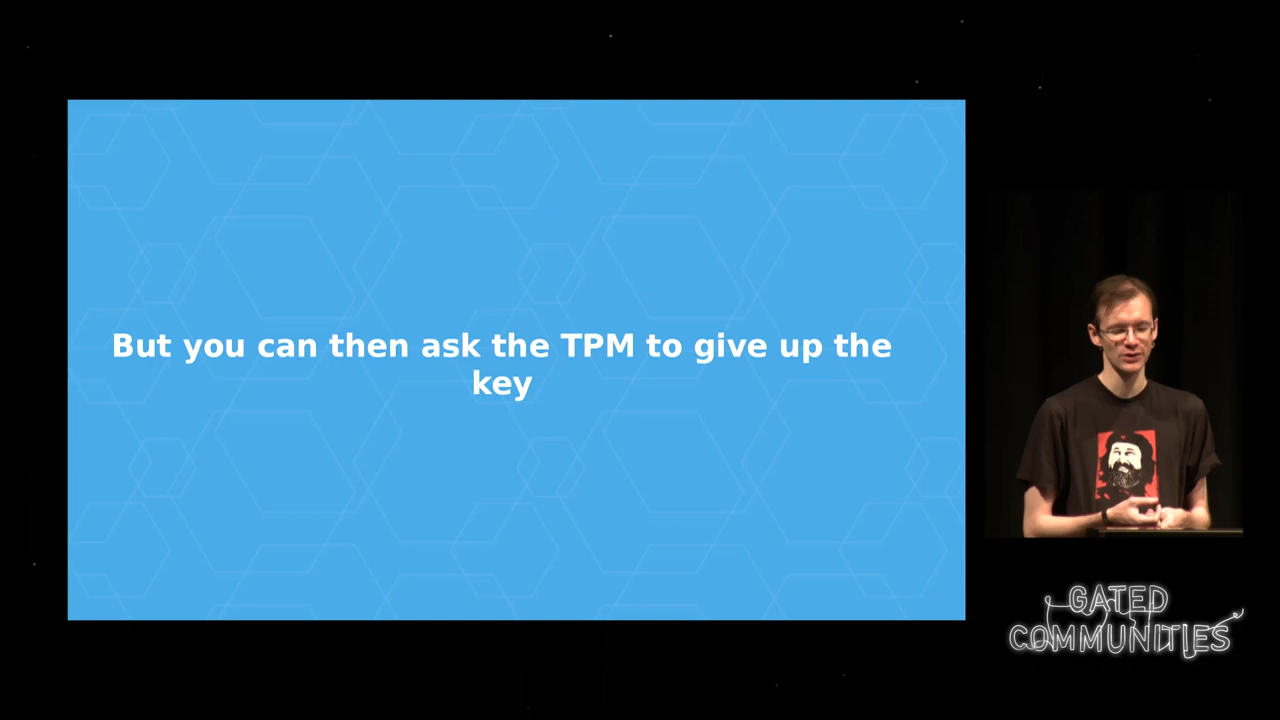 But you can then ask the TPM to give up the
key
GATED
COMMUNITIES